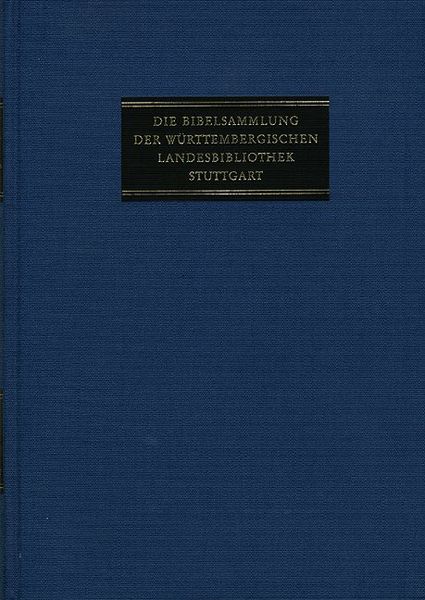 DIE BIBELSAMMLUNG
DER WÜRTTEMBERGISCHEN
LANDESBIBLIOTHEK
STUTTGART